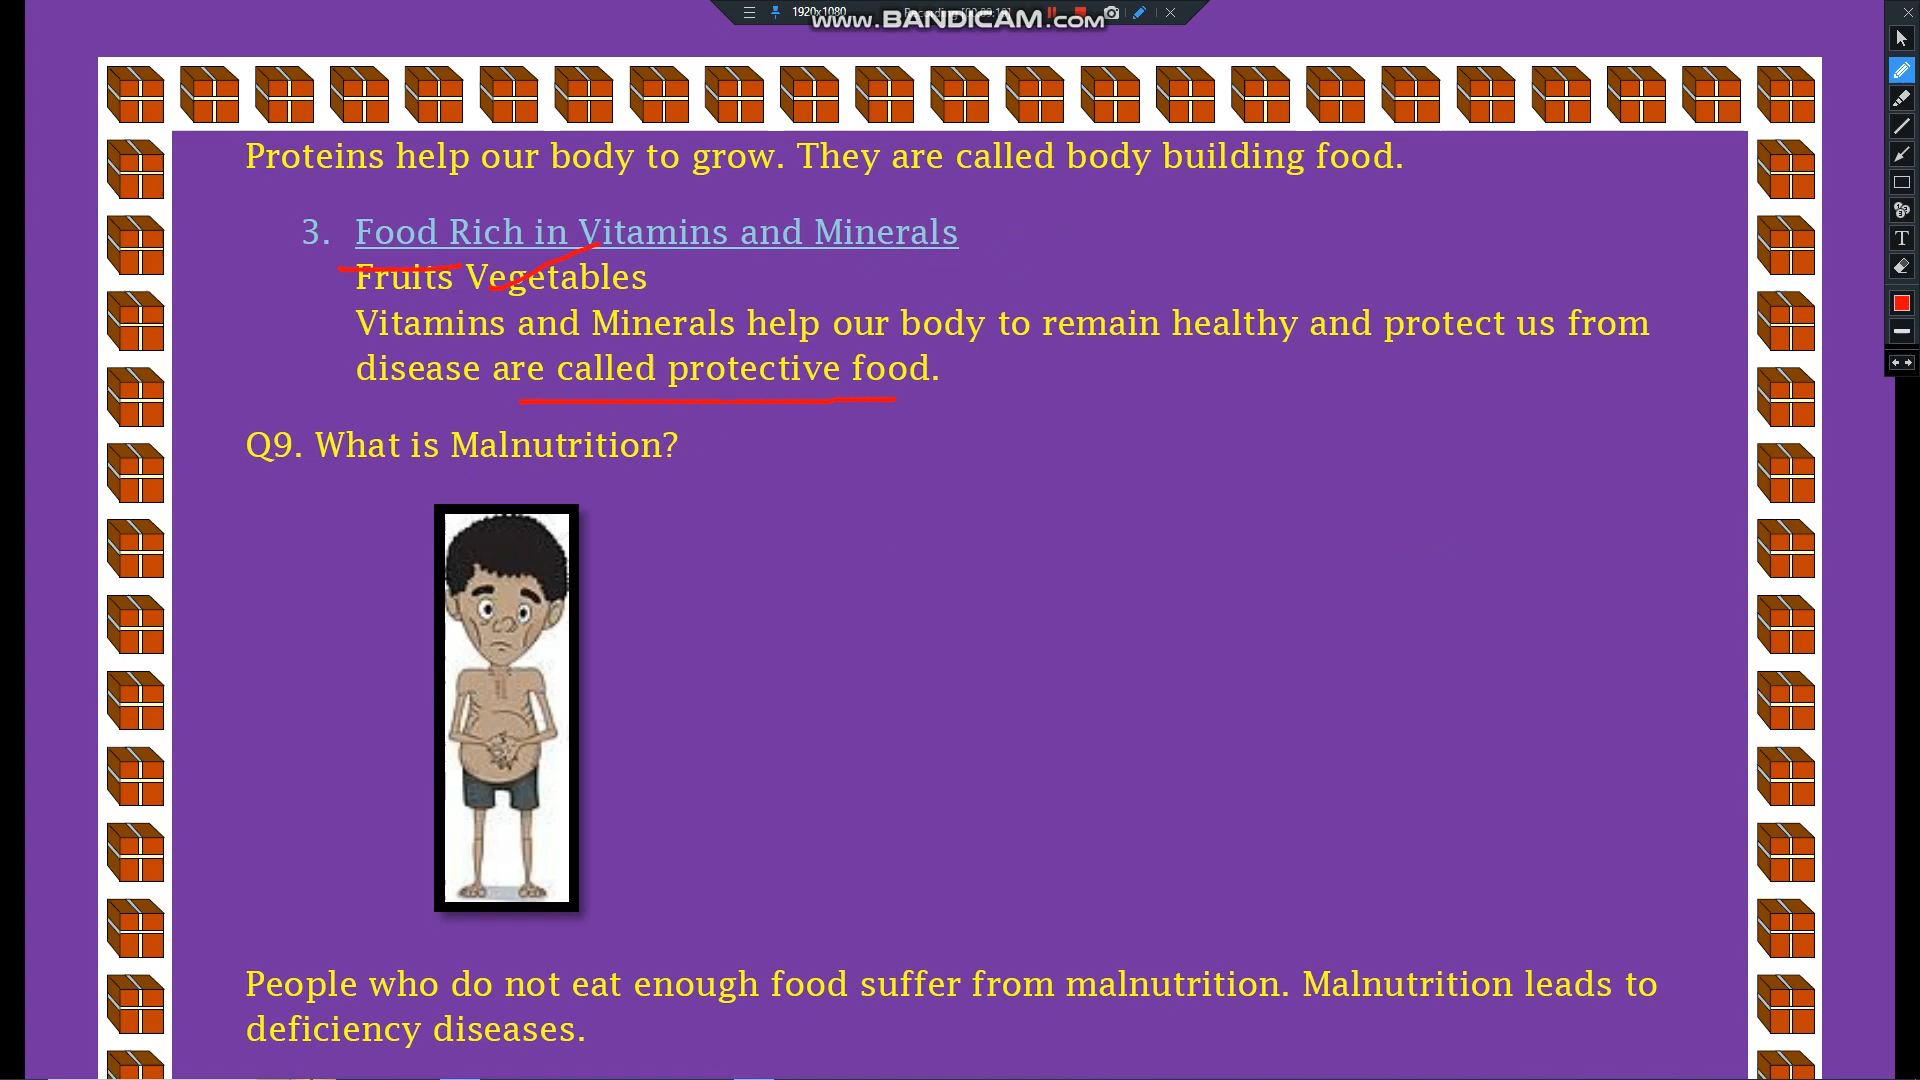 1920x1080
www.BANDICAM.com
Proteins help our body to grow. They are called body building food.
3. Food Rich in Vitamins and Minerals
Fruits Vegetables
Vitamins and Minerals help our body to remain healthy and protect us from
disease are called protective food.
Q9. What is Malnutrition?
People who do not eat enough food suffer from malnutrition. Malnutrition leads to
deficiency diseases.